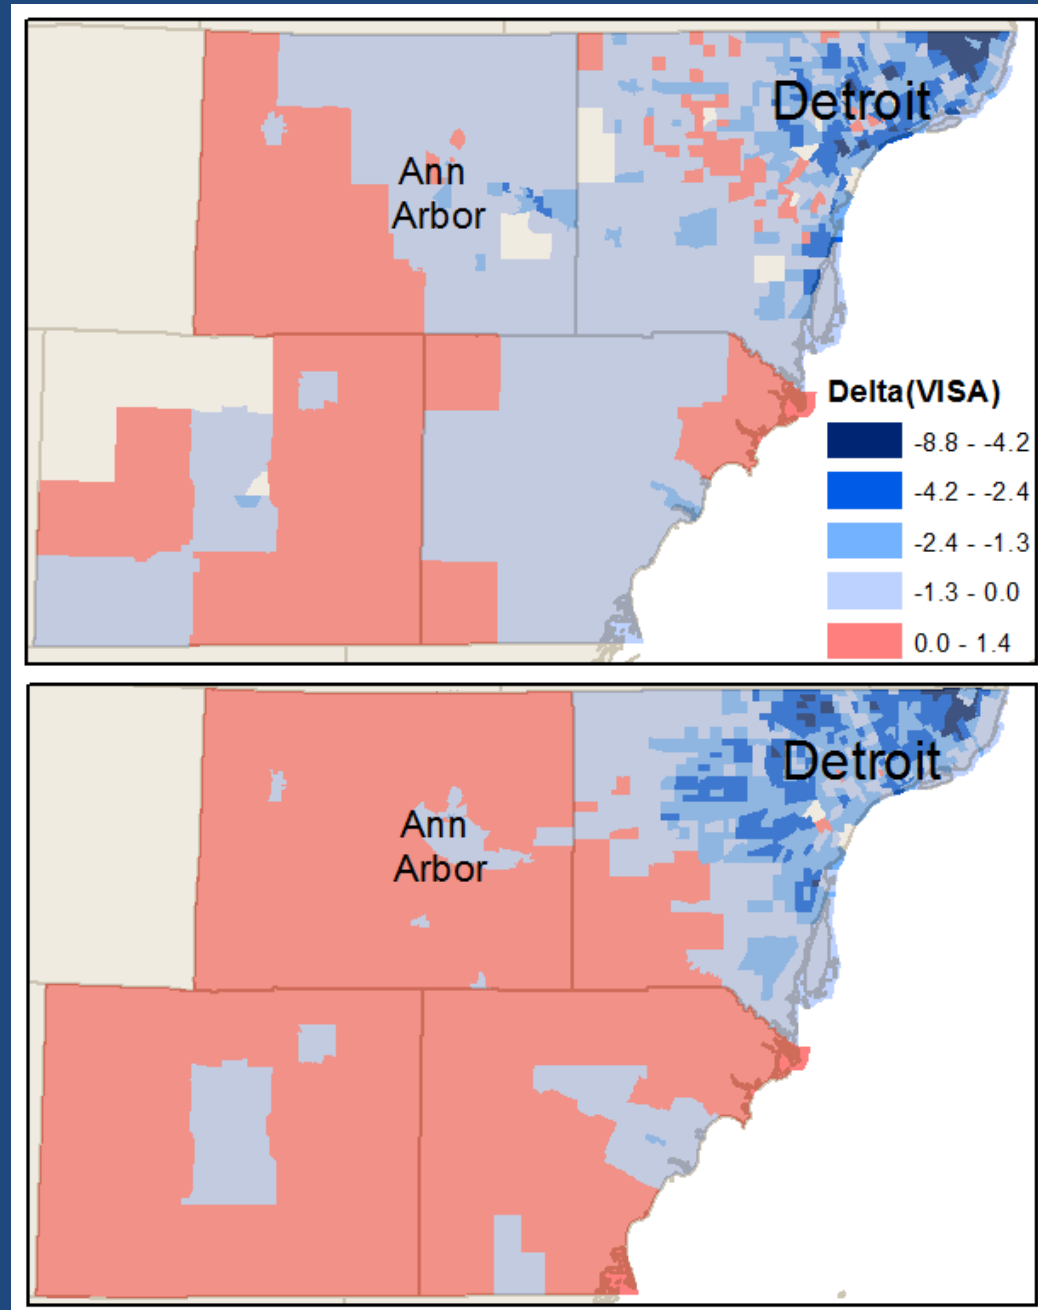 Detroit
Ann
Arbor
Delta(VISA)
-8.8 - -4.2
-4.2 - -2.4
-2.4 - -1.3
-1.3 - 0.0
0.0 - 1.4
Detroit
Ann
Arbor